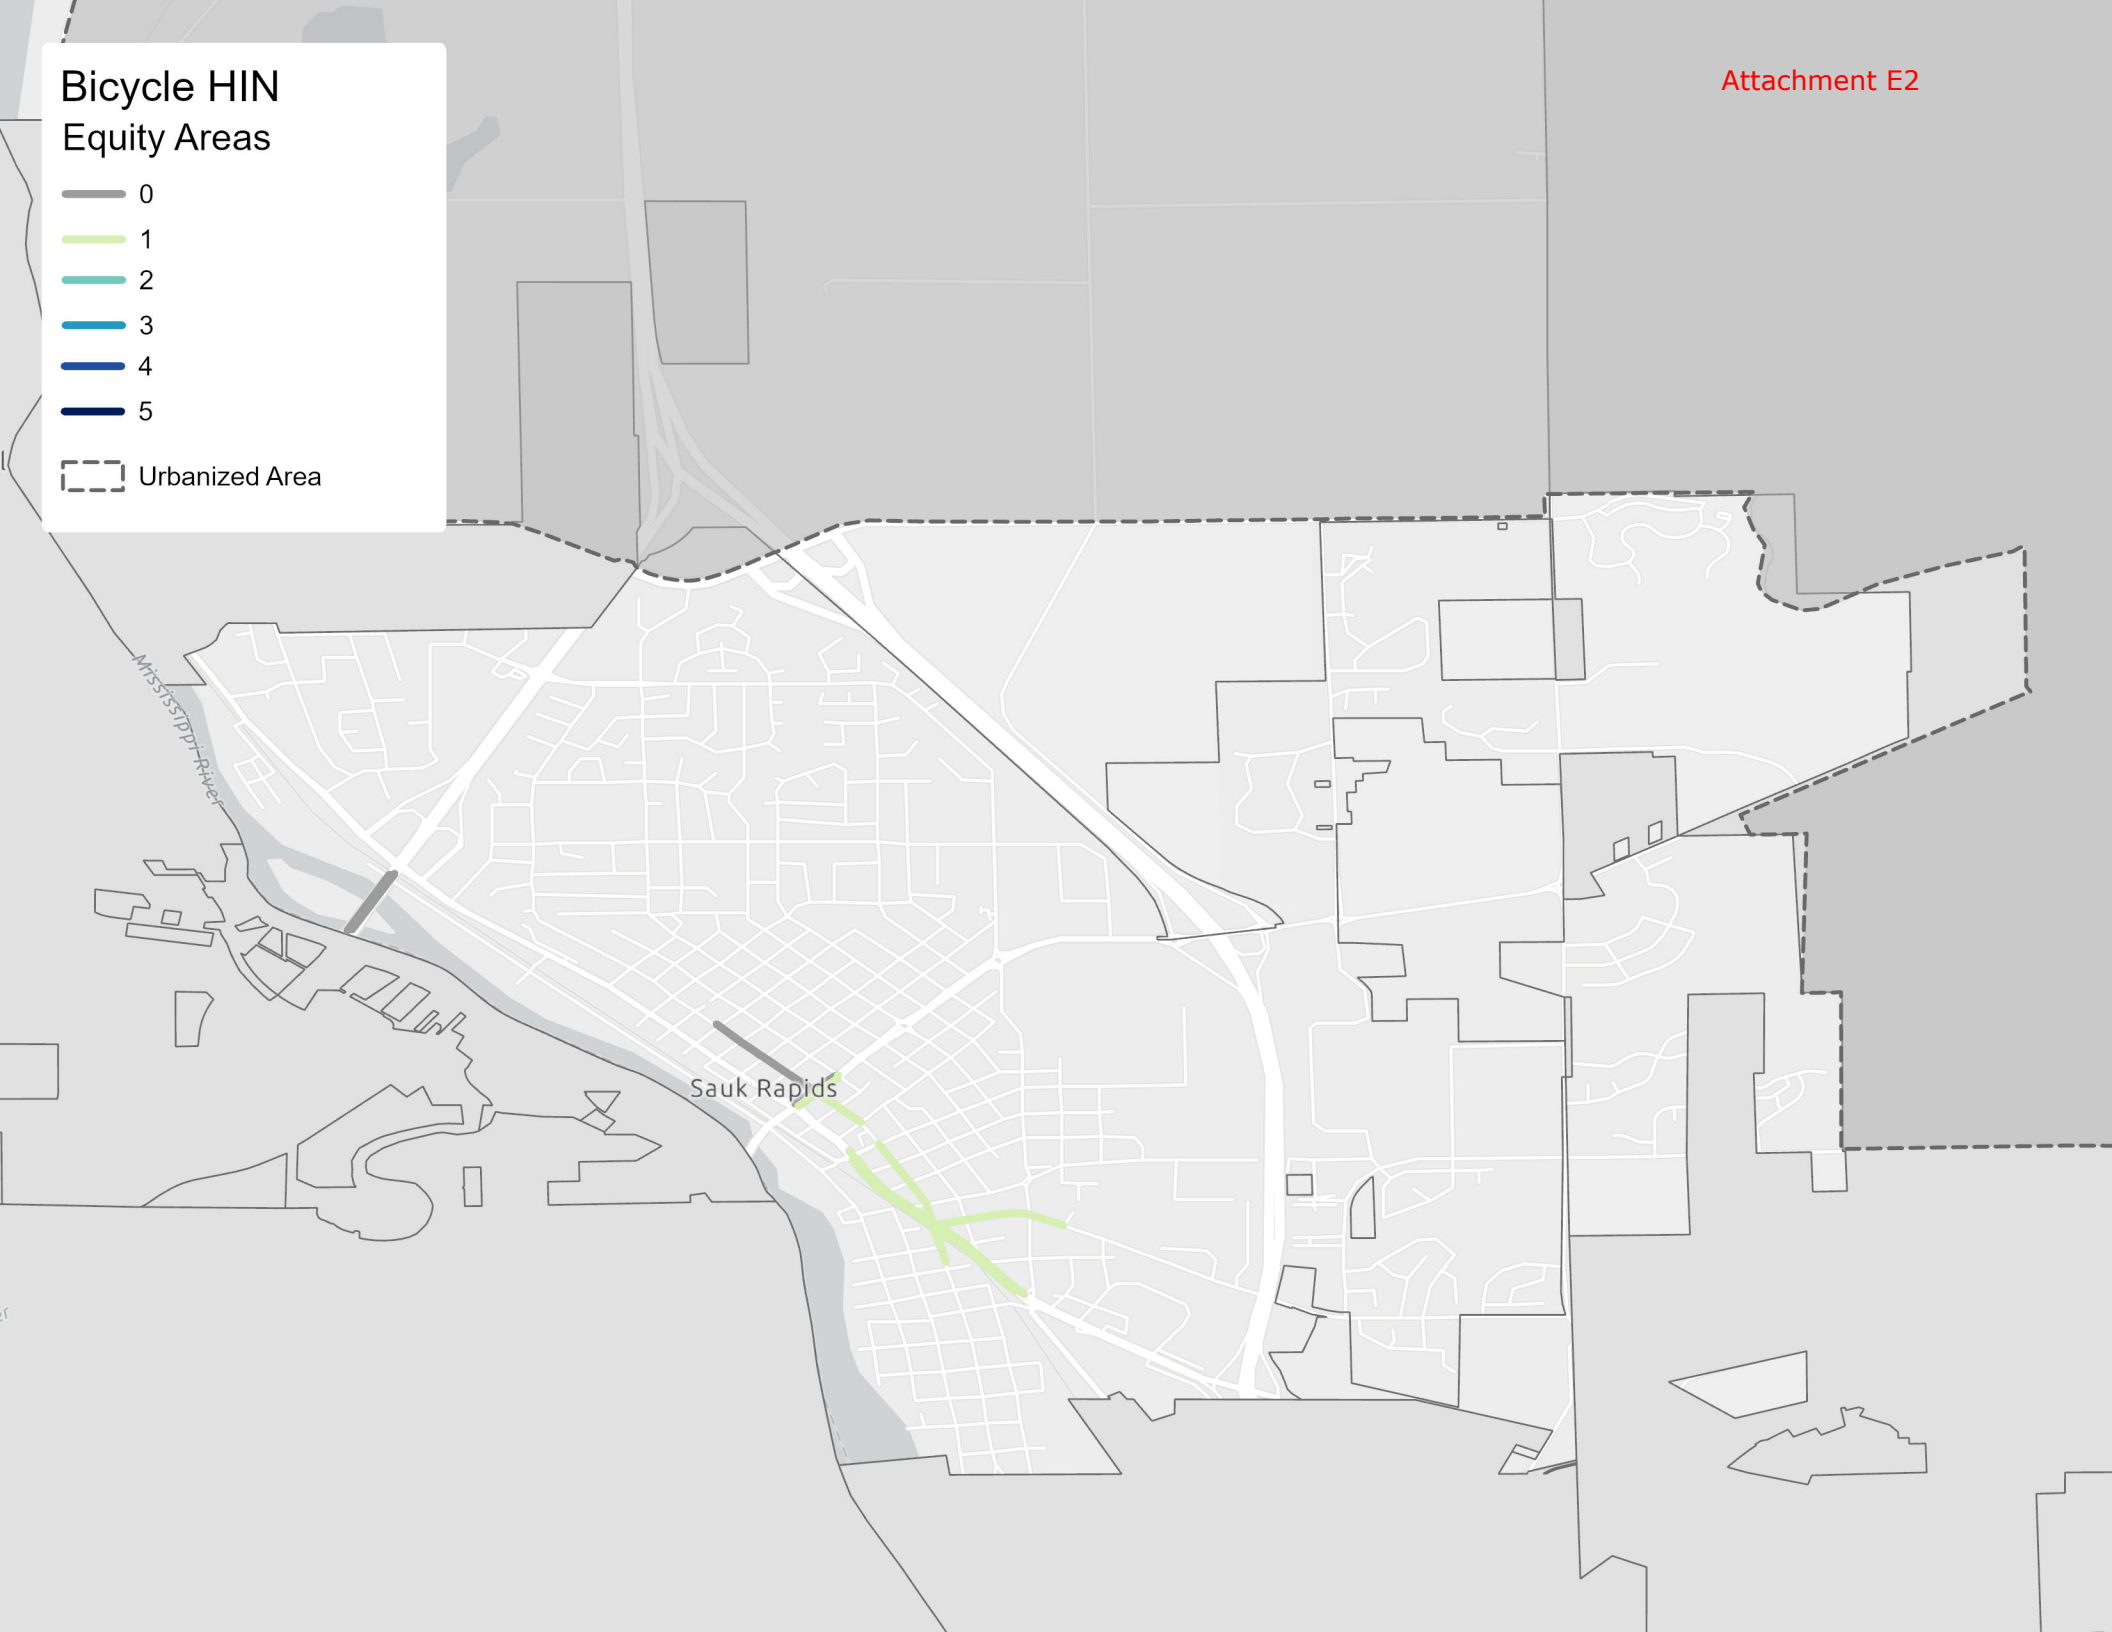 Bicycle HIN
Equity Areas
0
1
2
3
4
5
Urbanized Area
Attachment E2
Mississippi River
Sauk Rapids